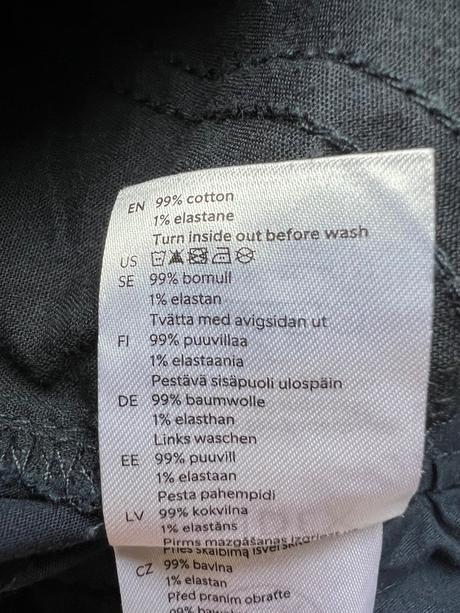 EN 99% cotton
1% elastane
Turn inside out before wash
US
SE 99% bomull
1% elastan
Tvätta med avigsidan ut
FI 99% puuvillaa
1% elastaania
Pestävä sisäpuoli ulospäin
DE 99% baumwolle
1% elasthan
Links waschen
EE 99% puuvill
1% elastaan
Pesta pahempidi
LV 99% kokvilna
1% elastāns
Pirms mazgāšanas
Prieš skalbimą
CZ 99% bavlna
1% elastan
Před praním obraťte